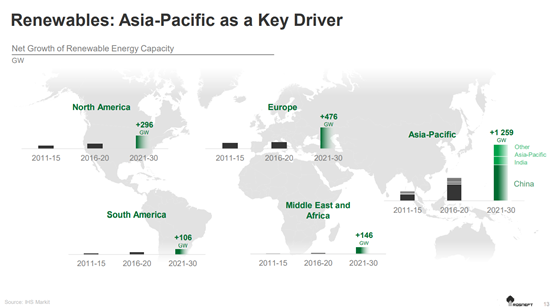 Renewables: Asia-Pacific as a Key Driver
Net Growth of Renewable Energy Capacity
GW
North America
+296
GW
2011-15 2016-20 2021-30
Europe
+476
GW
2011-15 2016-20 2021-30
Asia-Pacific
+1 259
GW
Other
Asia-Pacific
India
China
2011-15 2016-20 2021-30
South America
+106
GW
2011-15 2016-20 2021-30
Middle East and
Africa
+146
GW
2011-15 2016-20 2021-30
Source: IHS Markit
ROSNEFT
13